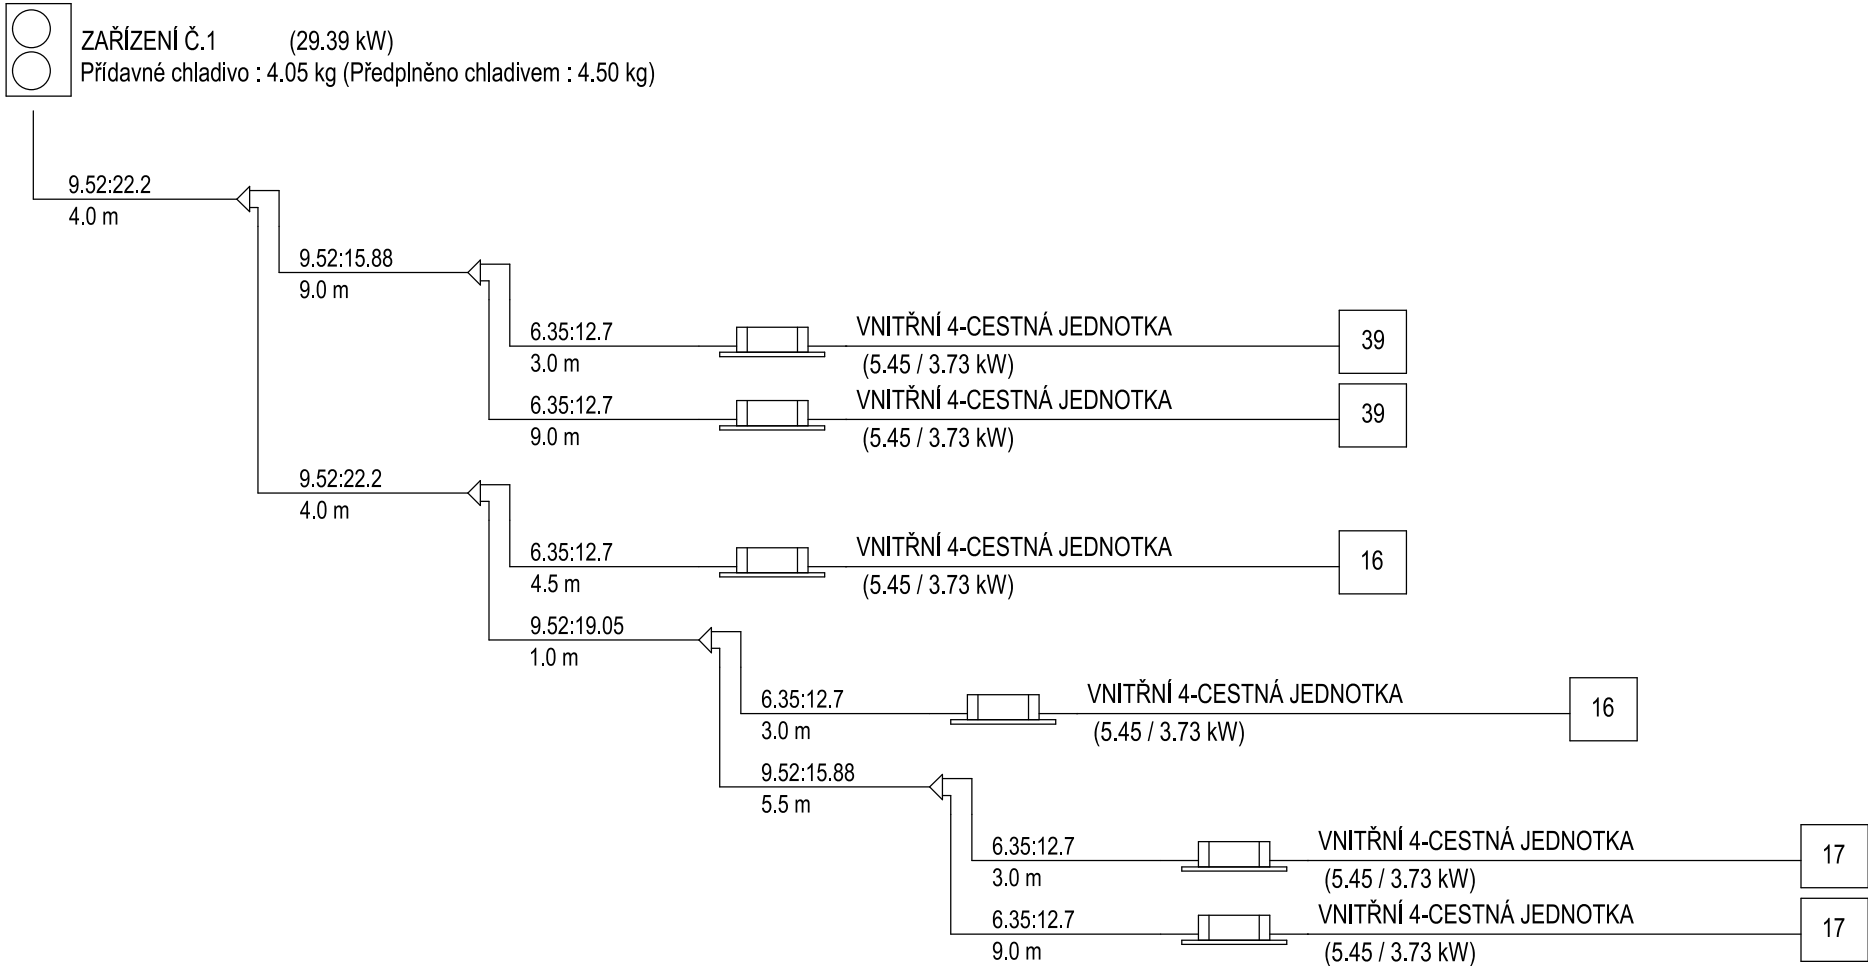 ZAŘÍZENÍ Č.1 (29.39 kW)
Přídavné chladivo : 4.05 kg (Předplněno chladivem : 4.50 kg)
9.52:22.2
4.0 m
9.52:15.88
9.0 m
6.35:12.7
3.0 m
VNITŘNÍ 4-CESTNÁ JEDNOTKA
(5.45 / 3.73 kW)
39
6.35:12.7
9.0 m
VNITŘNÍ 4-CESTNÁ JEDNOTKA
(5.45 / 3.73 kW)
39
9.52:22.2
4.0 m
6.35:12.7
4.5 m
VNITŘNÍ 4-CESTNÁ JEDNOTKA
(5.45 / 3.73 kW)
16
9.52:19.05
1.0 m
6.35:12.7
3.0 m
VNITŘNÍ 4-CESTNÁ JEDNOTKA
(5.45 / 3.73 kW)
16
9.52:15.88
5.5 m
6.35:12.7
3.0 m
VNITŘNÍ 4-CESTNÁ JEDNOTKA
(5.45 / 3.73 kW)
17
6.35:12.7
9.0 m
VNITŘNÍ 4-CESTNÁ JEDNOTKA
(5.45 / 3.73 kW)
17